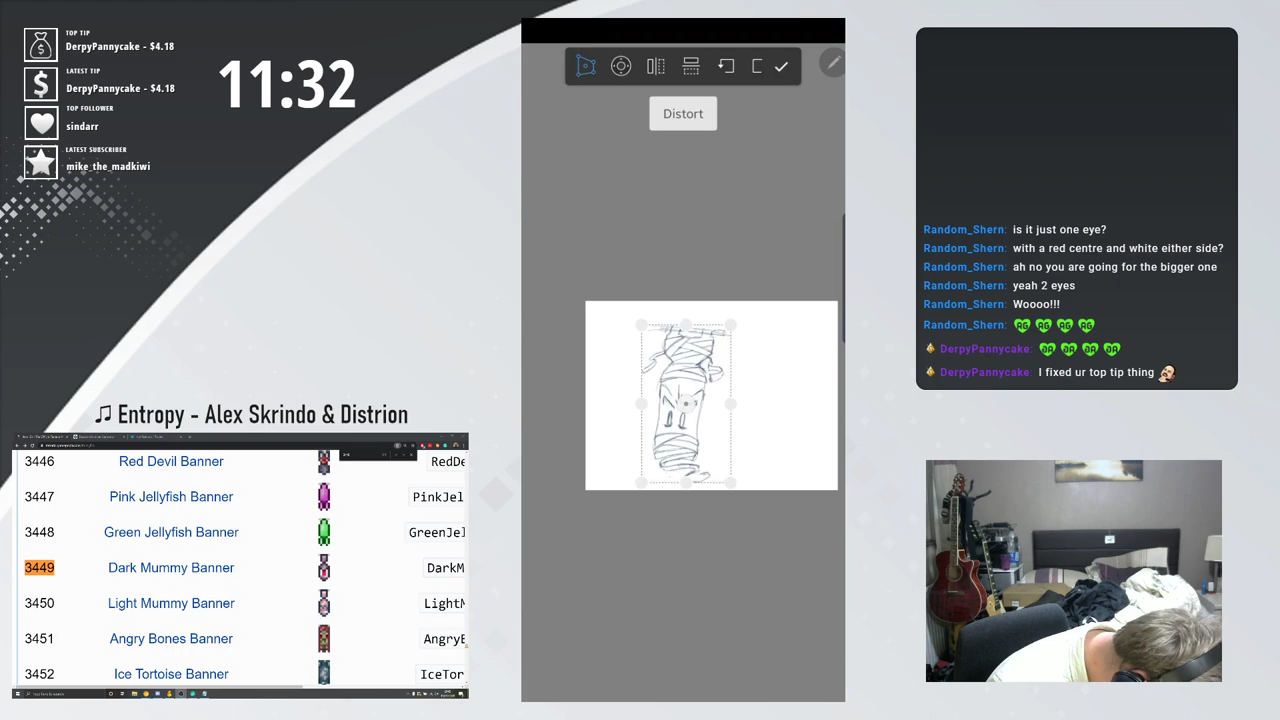 TOP TIP
DerpyPannycake - $4.18
LATEST TIP
DerpyPannycake - $4.18
TOP FOLLOWER
sindarr
LATEST SUBSCRIBER
mike_the_madkiwi
11:32
Distort
Random_Shern: is it just one eye?
Random_Shern: with a red centre and white either side?
Random_Shern: ah no you are going for the bigger one
Random_Shern: yeah 2 eyes
Random_Shern: Woooo!!!
Random_Shern:
DerpyPannycake:
DerpyPannycake: I fixed ur top tip thing
♫ Entropy - Alex Skrindo & Distrion
3446 Red Devil Banner RedDe
3447 Pink Jellyfish Banner PinkJel
3448 Green Jellyfish Banner GreenJel
3449 Dark Mummy Banner DarkM
3450 Light Mummy Banner LightM
3451 Angry Bones Banner AngryB
3452 Ice Tortoise Banner IceTor